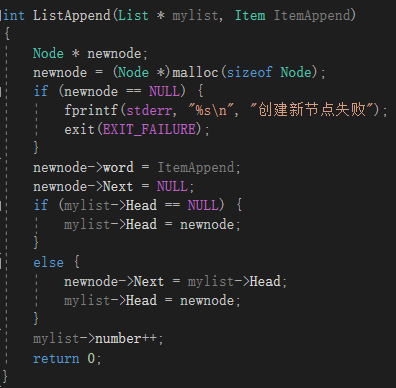 int ListAppend(List * mylist, Item ItemAppend)
{
Node * newnode;
newnode = (Node *)malloc(sizeof Node);
if (newnode == NULL) {
fprintf(stderr, "%s\n", "创建新节点失败");
exit(EXIT_FAILURE);
}
newnode->word = ItemAppend;
newnode->Next = NULL;
if (mylist->Head == NULL) {
mylist->Head = newnode;
}
else {
newnode->Next = mylist->Head;
mylist->Head = newnode;
}
mylist->number++;
return 0;
}